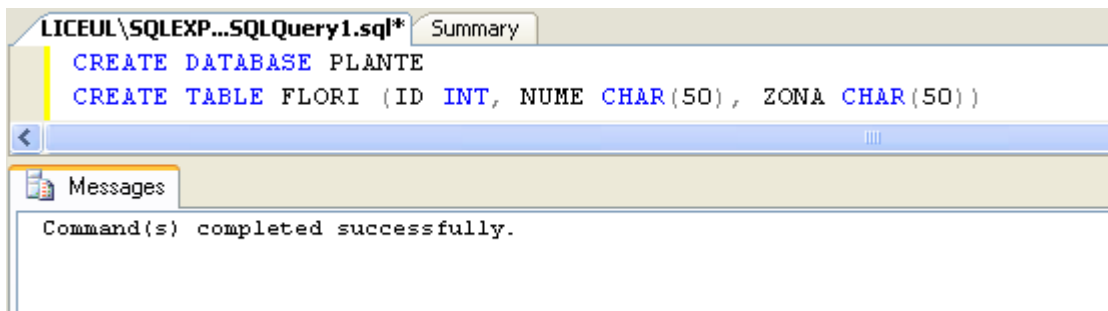 LICEUL\SQLEXP...SQLQuery1.sql* Summary
CREATE DATABASE PLANTE
CREATE TABLE FLORI (ID INT, NUME CHAR(50), ZONA CHAR(50))
Messages
Command(s) completed successfully.